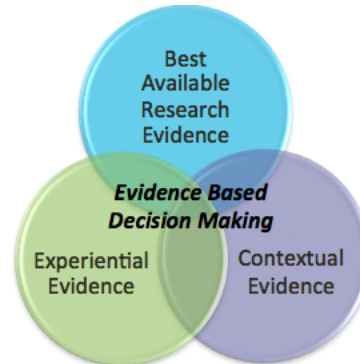 Best
Available
Research
Evidence
Evidence Based
Decision Making
Experiential
Evidence
Contextual
Evidence